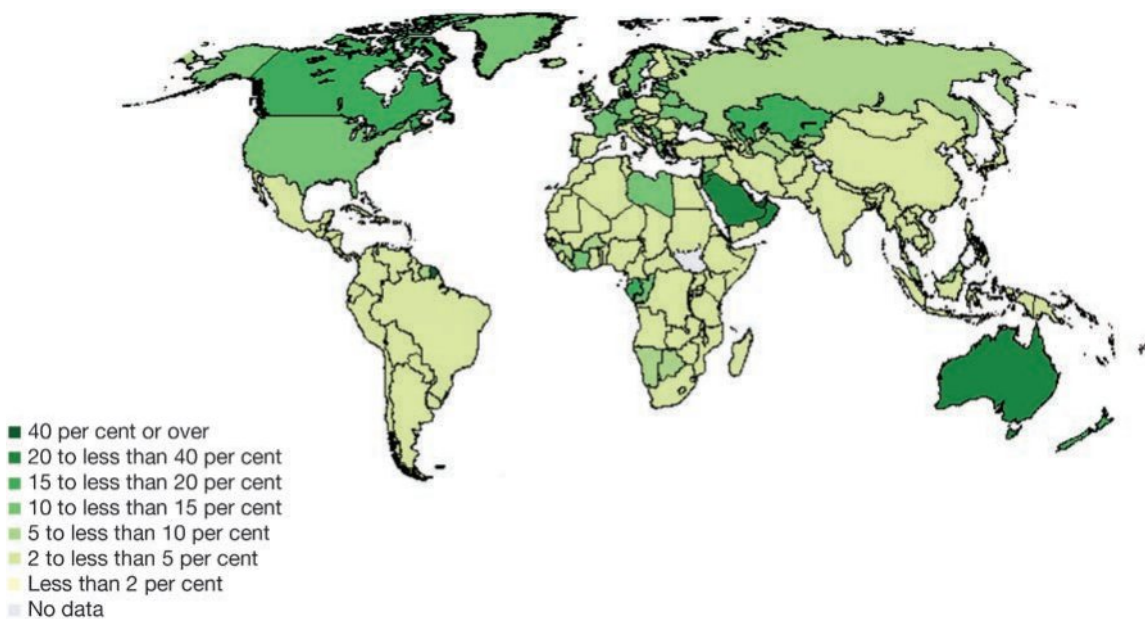 40 per cent or over
20 to less than 40 per cent
15 to less than 20 per cent
10 to less than 15 per cent
5 to less than 10 per cent
2 to less than 5 per cent
Less than 2 per cent
No data